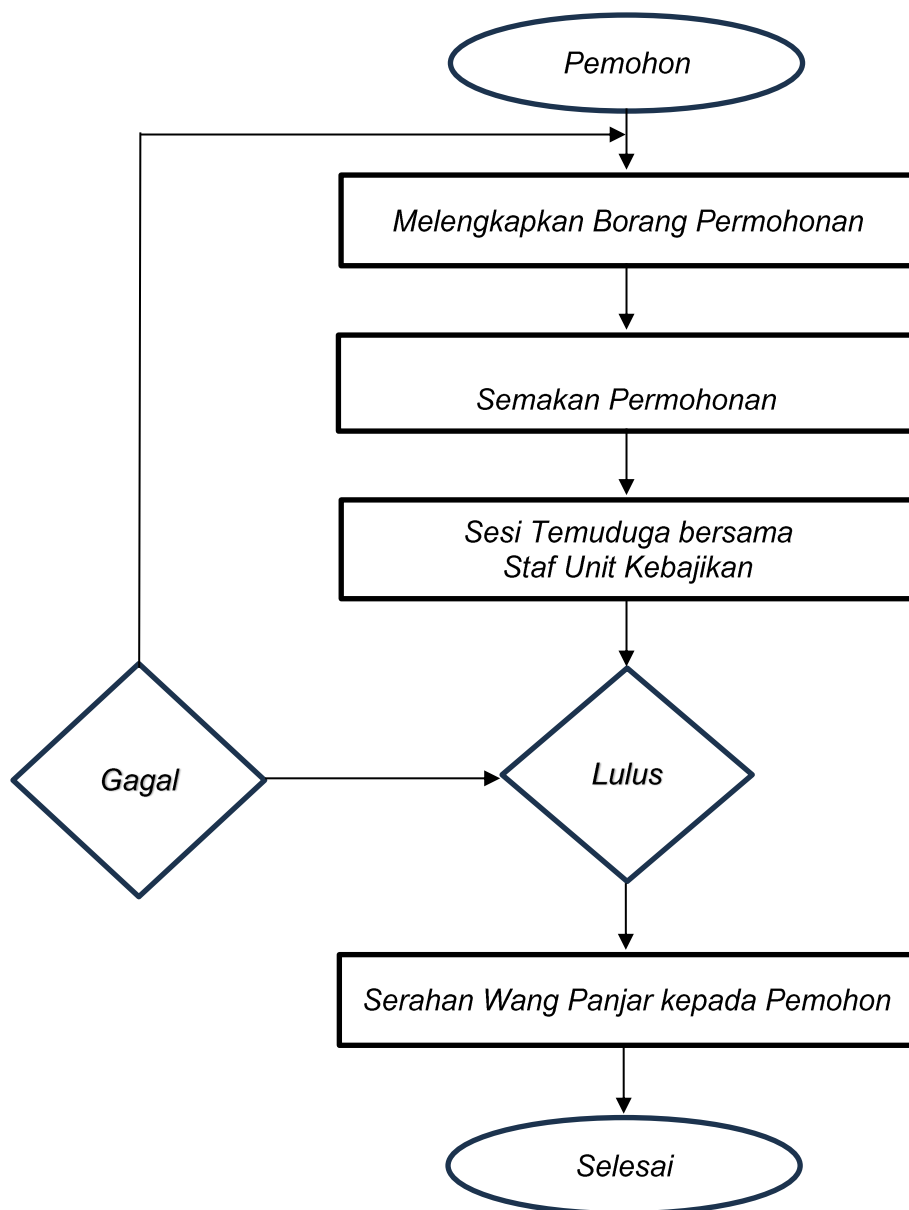 Pemohon
Melengkapkan Borang Permohonan
Semakan Permohonan
Sesi Temuduga bersama
Staf Unit Kebajikan
Gagal
Lulus
Serahan Wang Panjar kepada Pemohon
Selesai